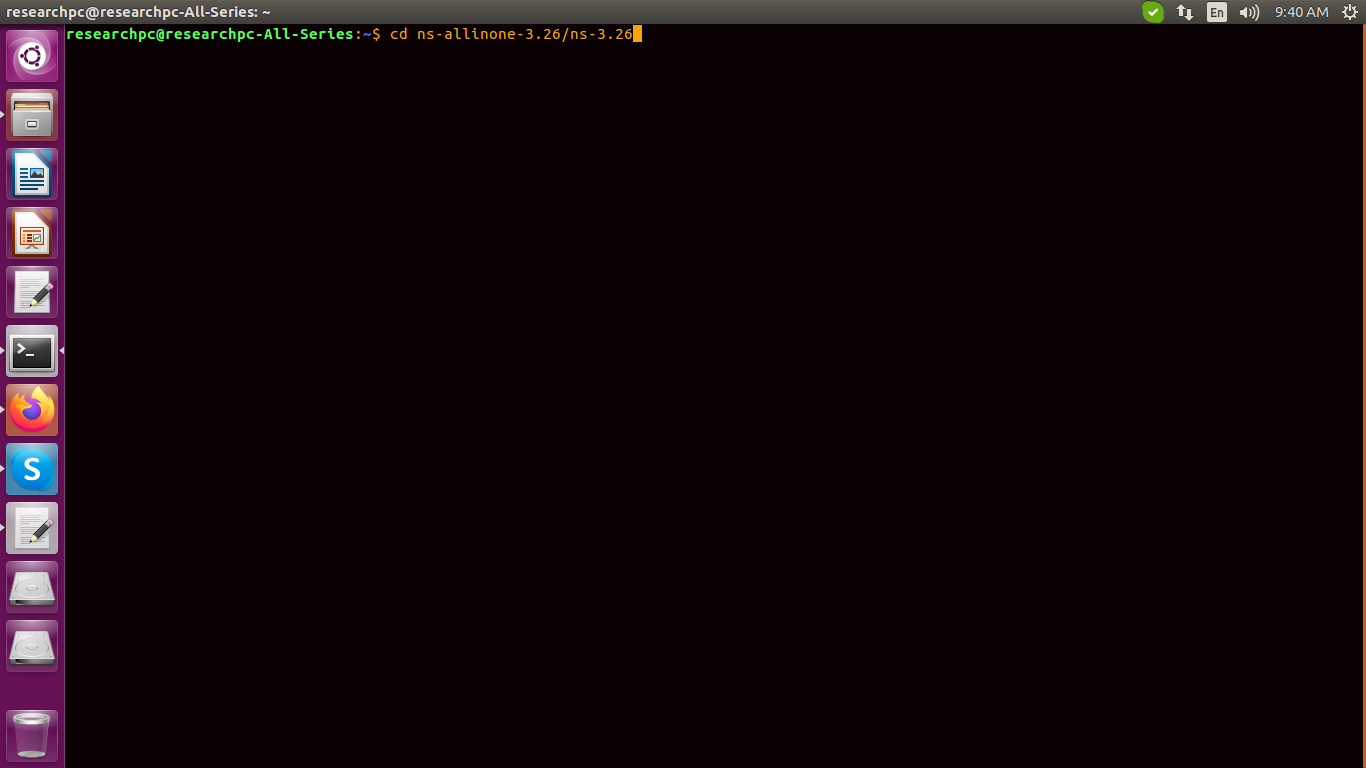 researchpc@researchpc-All-Series: ~
En
9:40 AM
researchpc@researchpc-All-Series:~$ cd ns-allinone-3.26/ns-3.26
>_
S